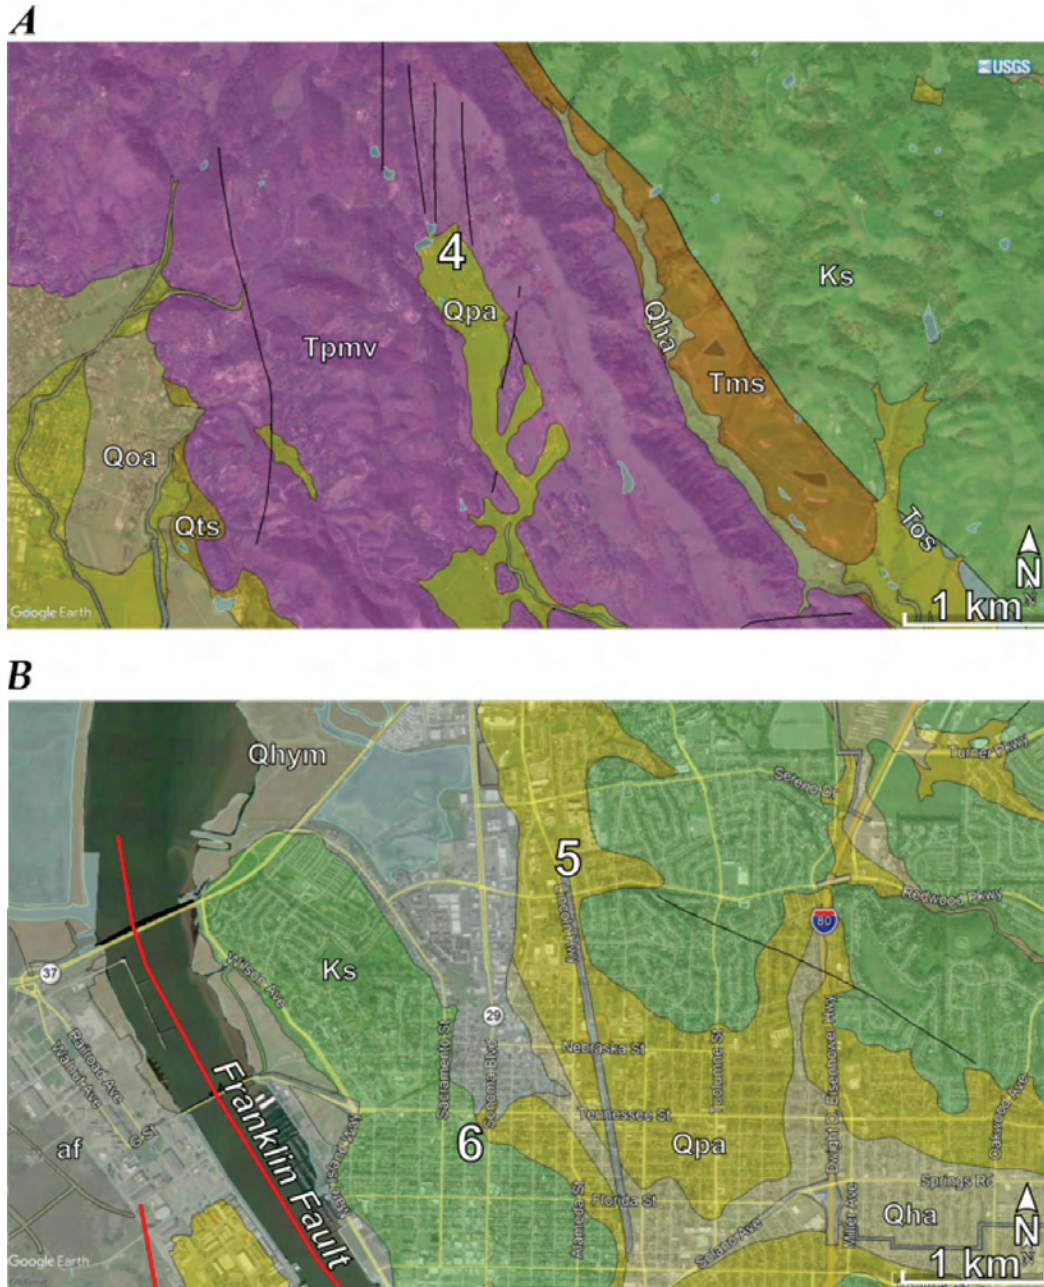 A
USGS
4
Qpa
Ks
Tpmv
Qha
Tms
Qoa
Qts
Tos
N
Google Earth
1 km
B
Qhym
Turner Pkwy
Sereno Dr
5
Redwood Pkwy
80
37
Wilson Ave
Ks
29
Sacramento St
Sonoma Blvd
Nebraska St
Tuolumne St
Dwight D. Eisenhower Hwy
Railroad Ave
Walnut Ave
G St
Franklin Fault
Tennessee St
Oakwood Ave
6
Qpa
af
Alameda St
Florida St
Springs Rd
Solano Ave
Miller Ave
Qha
N
Google Earth
1 km